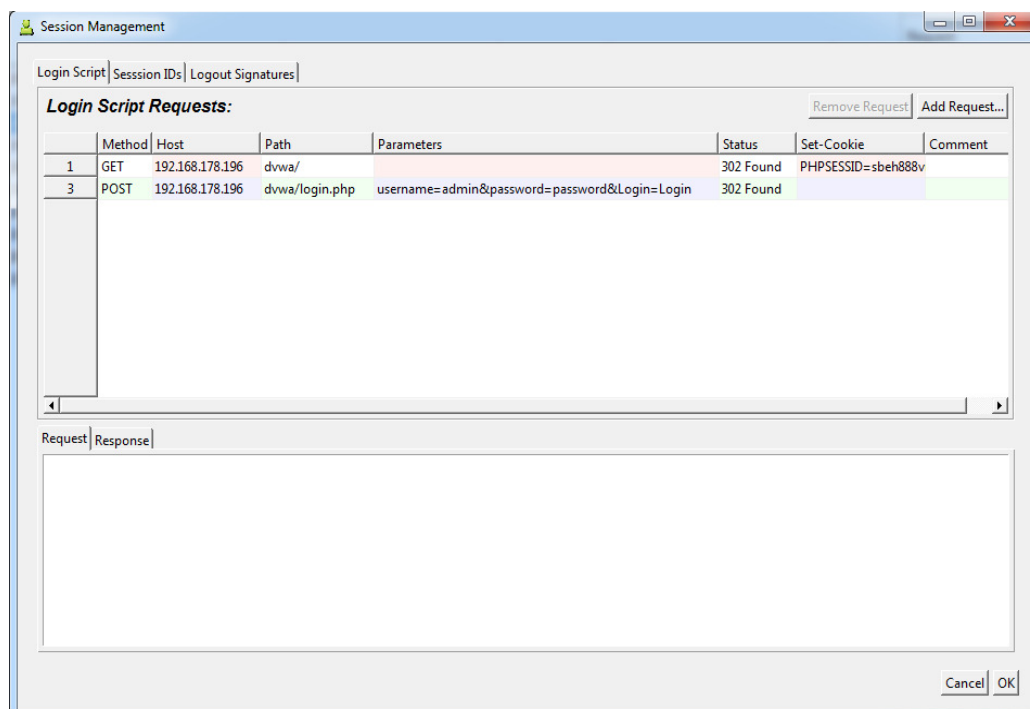 Session Management
Login Script Sesssion IDs Logout Signatures
Login Script Requests: Remove Request Add Request...
Method Host Path Parameters Status Set-Cookie Comment
1 GET 192.168.178.196 dvwa/ 302 Found PHPSESSID=sbeh888v
3 POST 192.168.178.196 dvwa/login.php username=admin&password=password&Login=Login 302 Found
Request Response
Cancel OK